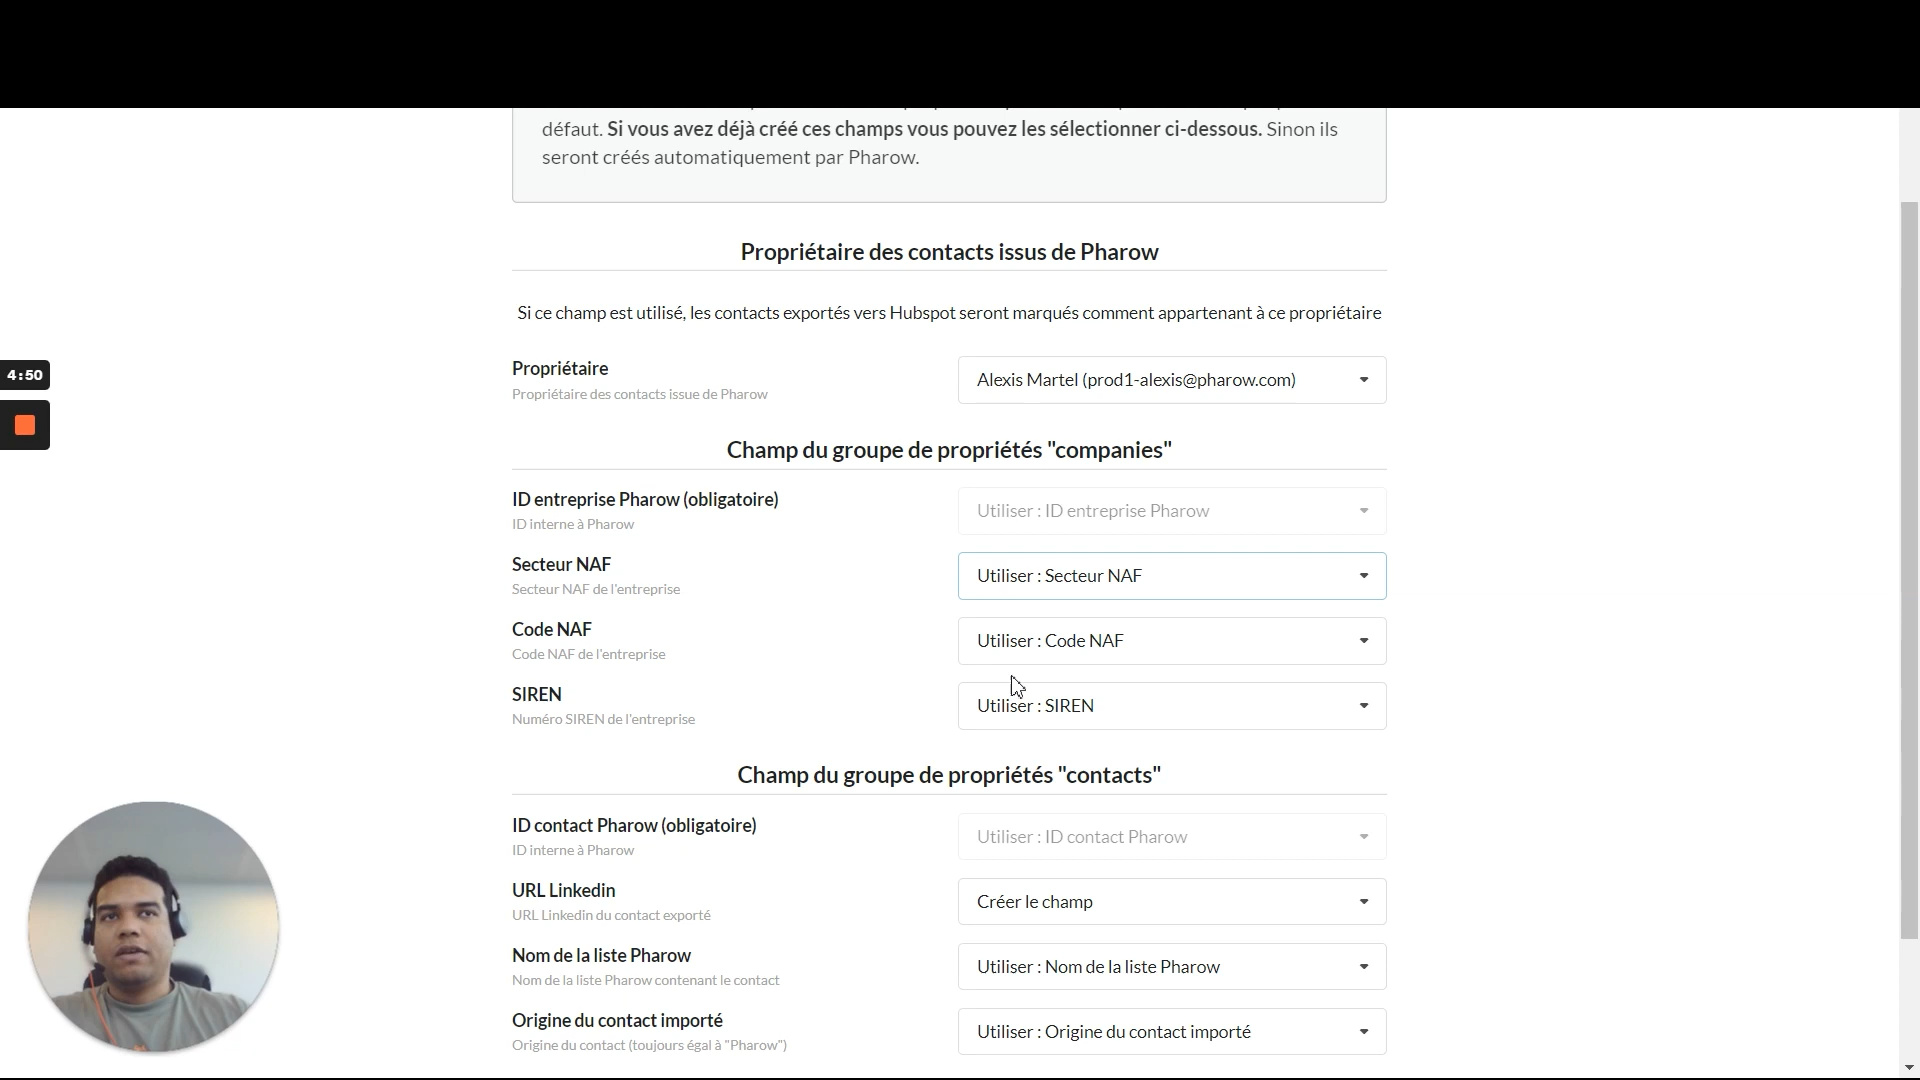 défaut. Si vous avez déjà créé ces champs vous pouvez les sélectionner ci-dessous. Sinon ils
seront créés automatiquement par Pharow.
Propriétaire des contacts issus de Pharow
Si ce champ est utilisé, les contacts exportés vers Hubspot seront marqués comment appartenant à ce propriétaire
Propriétaire
Propriétaire des contacts issue de Pharow
Alexis Martel (prod1-alexis@pharow.com)
4:50
Champ du groupe de propriétés "companies"
ID entreprise Pharow (obligatoire)
ID interne à Pharow
Utiliser : ID entreprise Pharow
Secteur NAF
Secteur NAF de l'entreprise
Utiliser : Secteur NAF
Code NAF
Code NAF de l'entreprise
Utiliser : Code NAF
SIREN
Numéro SIREN de l'entreprise
Utiliser : SIREN
Champ du groupe de propriétés "contacts"
ID contact Pharow (obligatoire)
ID interne à Pharow
Utiliser : ID contact Pharow
URL Linkedin
URL Linkedin du contact exporté
Créer le champ
Nom de la liste Pharow
Nom de la liste Pharow contenant le contact
Utiliser : Nom de la liste Pharow
Origine du contact importé
Origine du contact (toujours égal à "Pharow")
Utiliser : Origine du contact importé